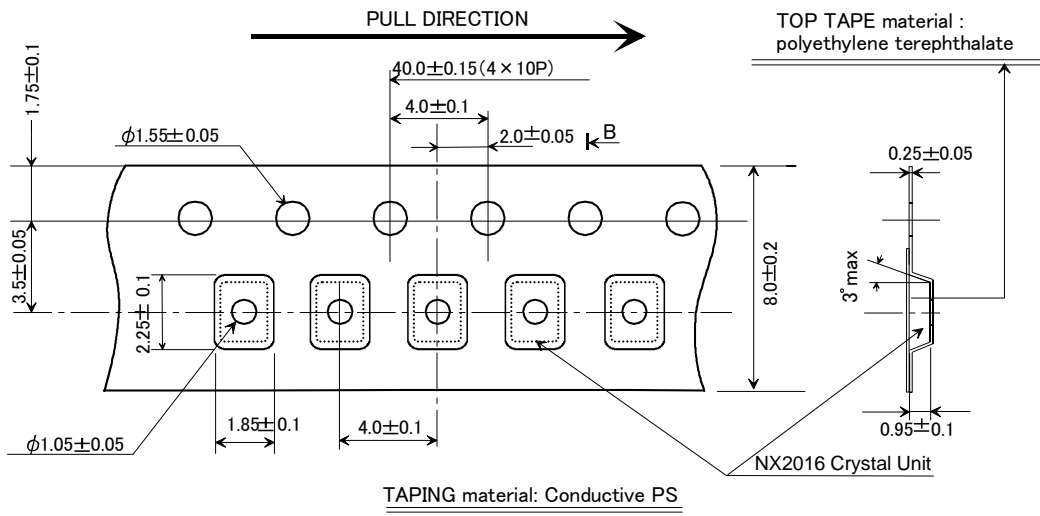 PULL DIRECTION
TOP TAPE material :
polyethylene terephthalate
1.75±0.1
40.0±0.15(4×10P)
4.0±0.1
φ1.55±0.05
2.0±0.05
B
0.25±0.05
3.5±0.05
8.0±0.2
3°max
2.25±0.1
φ1.05±0.05
1.85±0.1
4.0±0.1
0.95±0.1
NX2016 Crystal Unit
TAPING material: Conductive PS